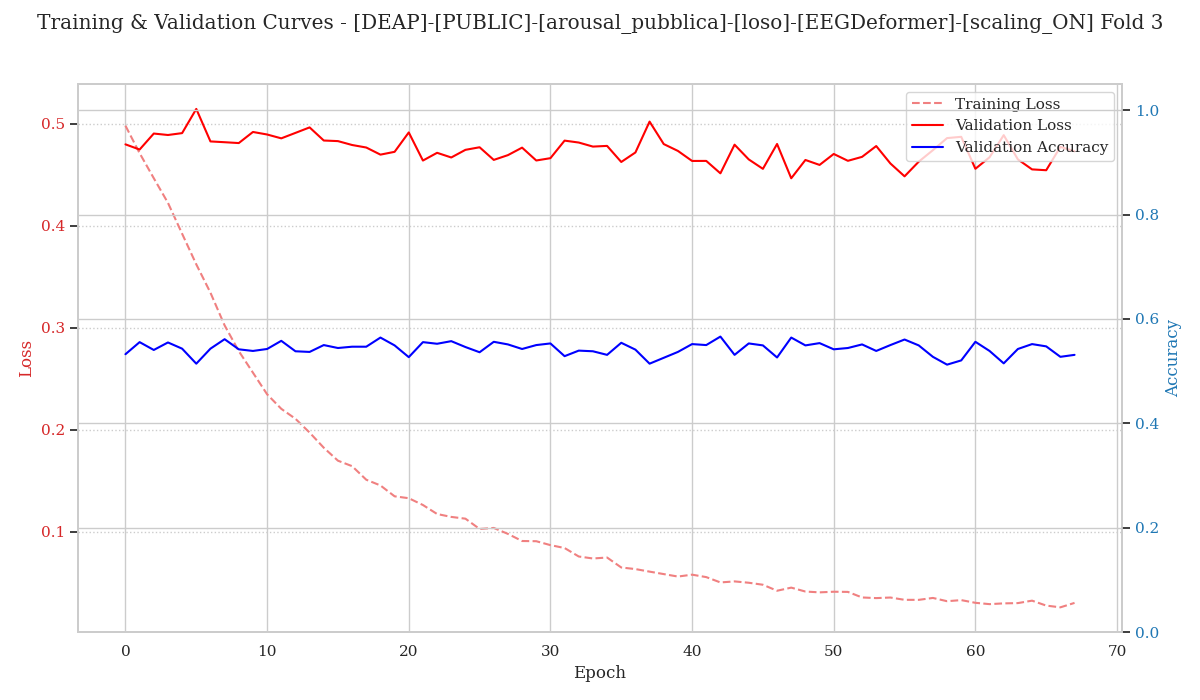 Training & Validation Curves - [DEAP]-[PUBLIC]-[arousal_pubblica]-[loso]-[EEGDeformer]-[scaling_ON] Fold 3
Training Loss
Validation Loss
Validation Accuracy
0.5
0.4
0.3
0.2
0.1
Loss
1.0
0.8
0.6
0.4
0.2
0.0
Accuracy
0
10
20
30
40
50
60
70
Epoch